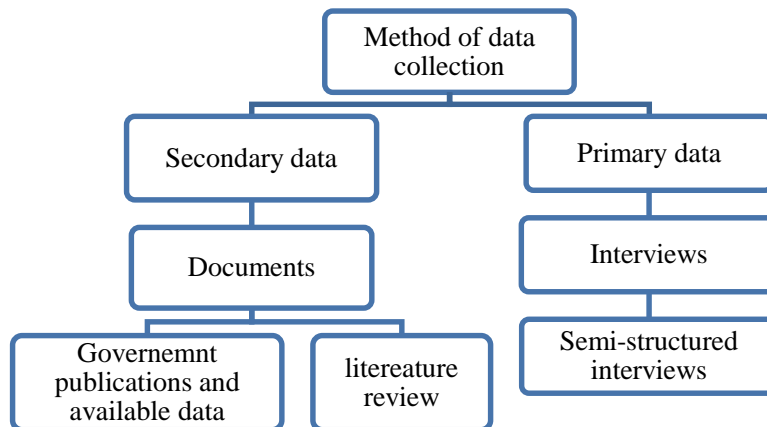 Method of data
collection
Secondary data
Primary data
Documents
Interviews
Governemnt
publications and
available data
litereature
review
Semi-structured
interviews